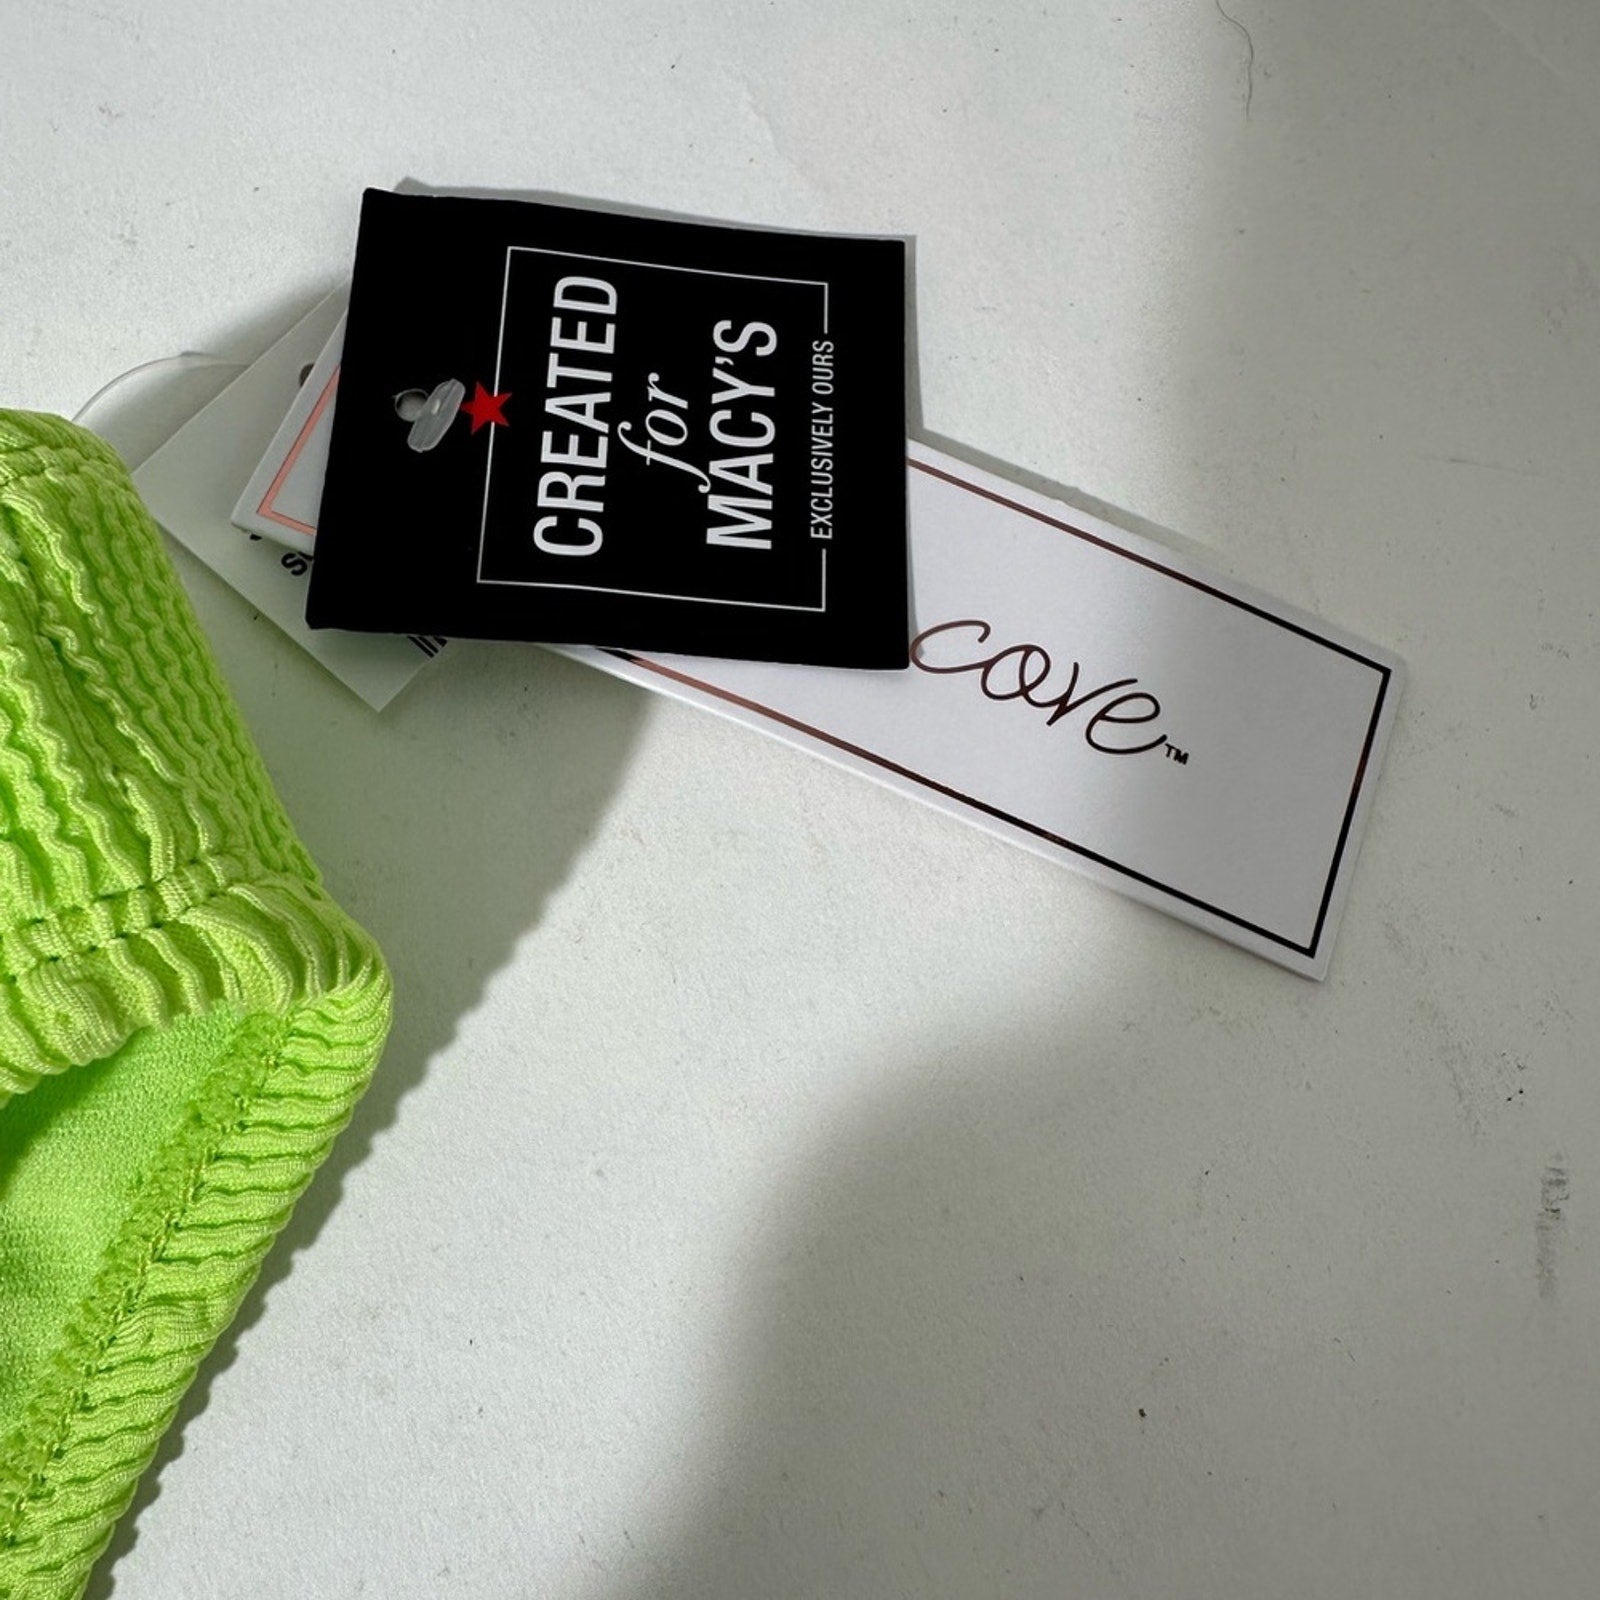 CREATED
for
MACY'S
EXCLUSIVELY OURS
cove™